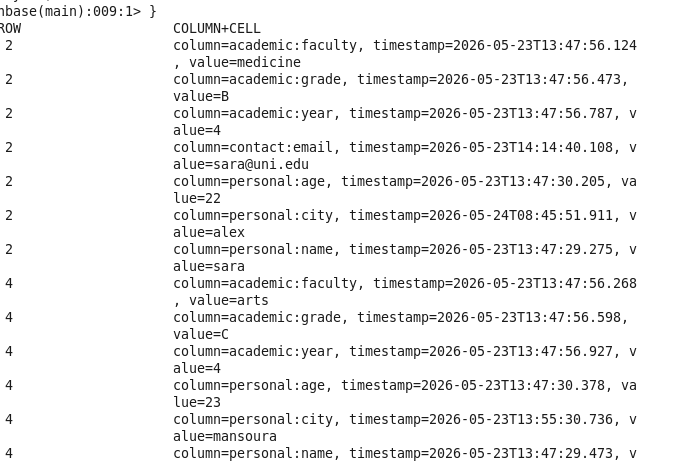 nbase(main):009:1> }
ROW COLUMN+CELL
2 column=academic:faculty, timestamp=2026-05-23T13:47:56.124
, value=medicine
2 column=academic:grade, timestamp=2026-05-23T13:47:56.473,
value=B
2 column=academic:year, timestamp=2026-05-23T13:47:56.787, v
alue=4
2 column=contact:email, timestamp=2026-05-23T14:14:40.108, v
alue=sara@uni.edu
2 column=personal:age, timestamp=2026-05-23T13:47:30.205, va
lue=22
2 column=personal:city, timestamp=2026-05-24T08:45:51.911, v
alue=alex
2 column=personal:name, timestamp=2026-05-23T13:47:29.275, v
alue=sara
4 column=academic:faculty, timestamp=2026-05-23T13:47:56.268
, value=arts
4 column=academic:grade, timestamp=2026-05-23T13:47:56.598,
value=C
4 column=academic:year, timestamp=2026-05-23T13:47:56.927, v
alue=4
4 column=personal:age, timestamp=2026-05-23T13:47:30.378, va
lue=23
4 column=personal:city, timestamp=2026-05-23T13:55:30.736, v
alue=mansoura
4 column=personal:name, timestamp=2026-05-23T13:47:29.473, v